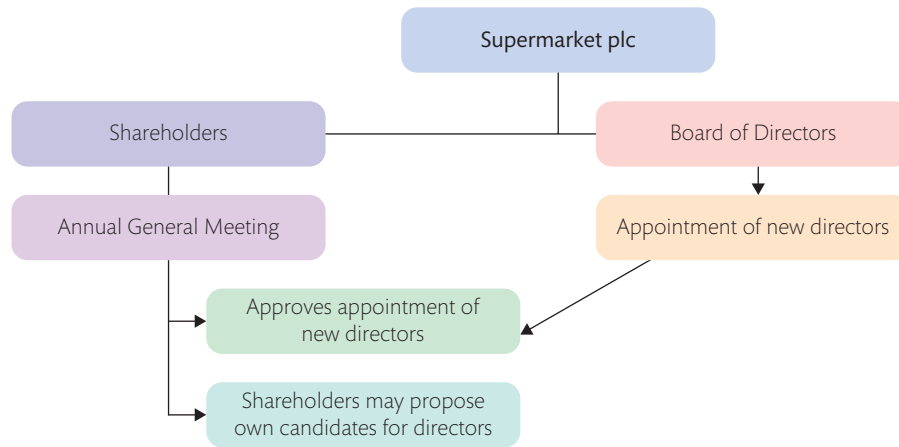 Supermarket plc
Shareholders
Board of Directors
Annual General Meeting
Appointment of new directors
Approves appointment of
new directors
Shareholders may propose
own candidates for directors